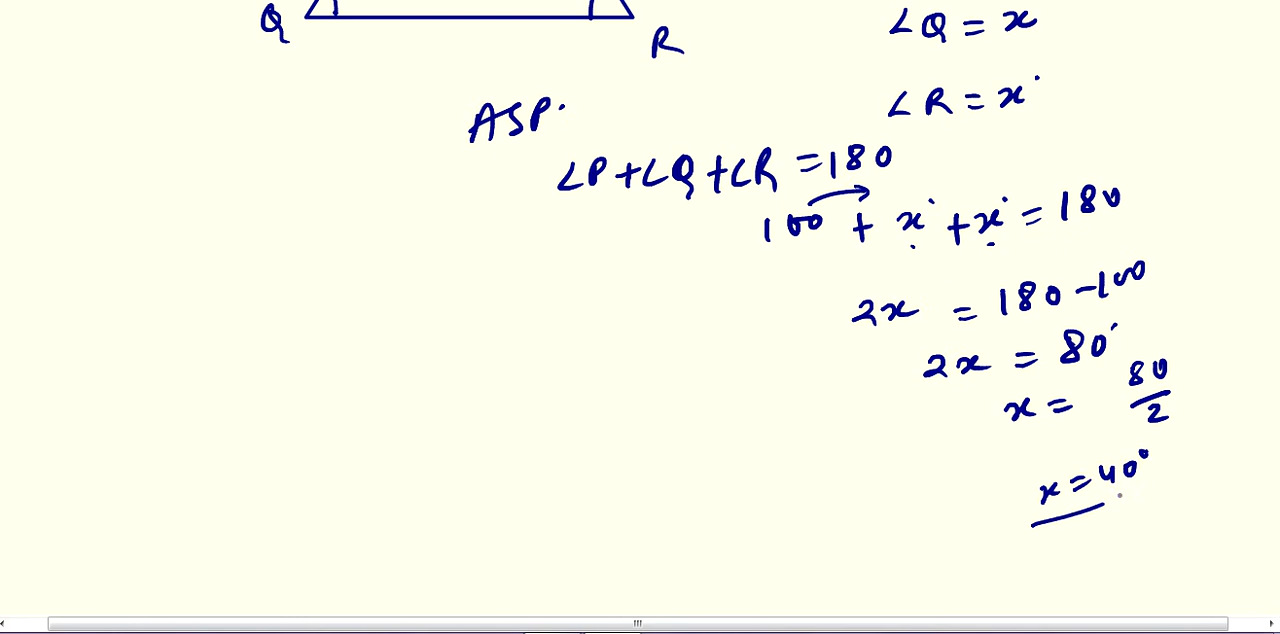 Q
R
∠Q = x
∠R = x°
ASP.
∠P + ∠Q + ∠R = 180
100 + x° + x° = 180
2x = 180 - 100
2x = 80°
x = 80/2
x = 40°